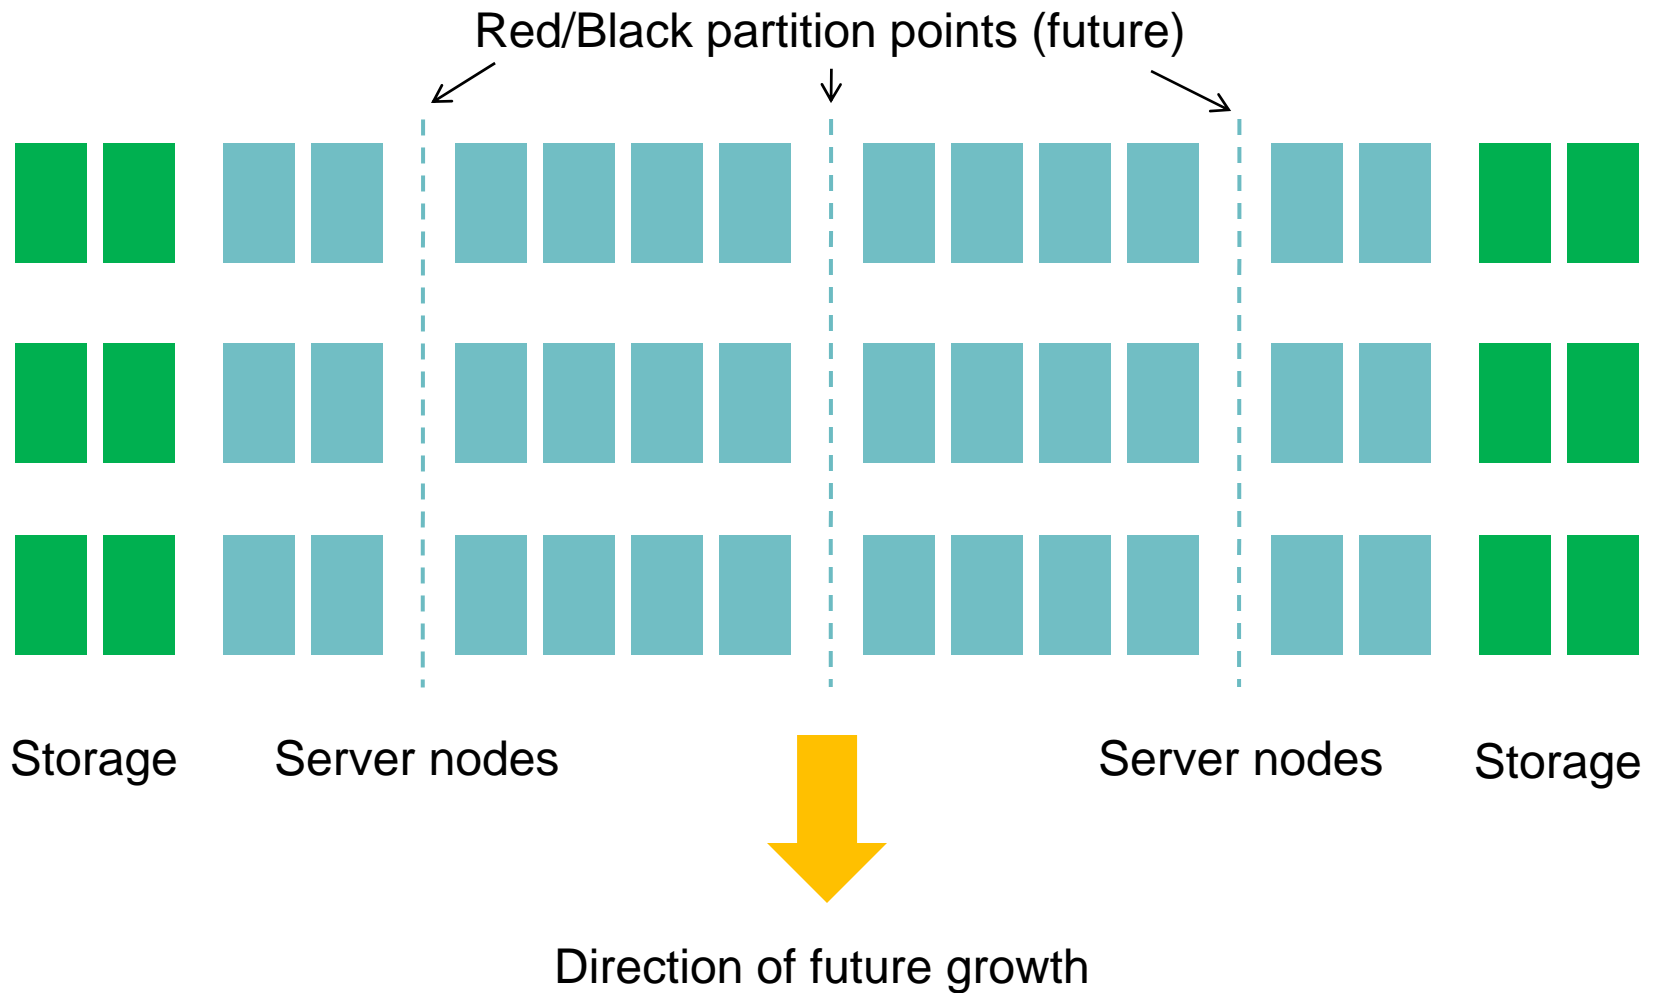 Red/Black partition points (future)
Storage
Server nodes
Server nodes
Storage
Direction of future growth